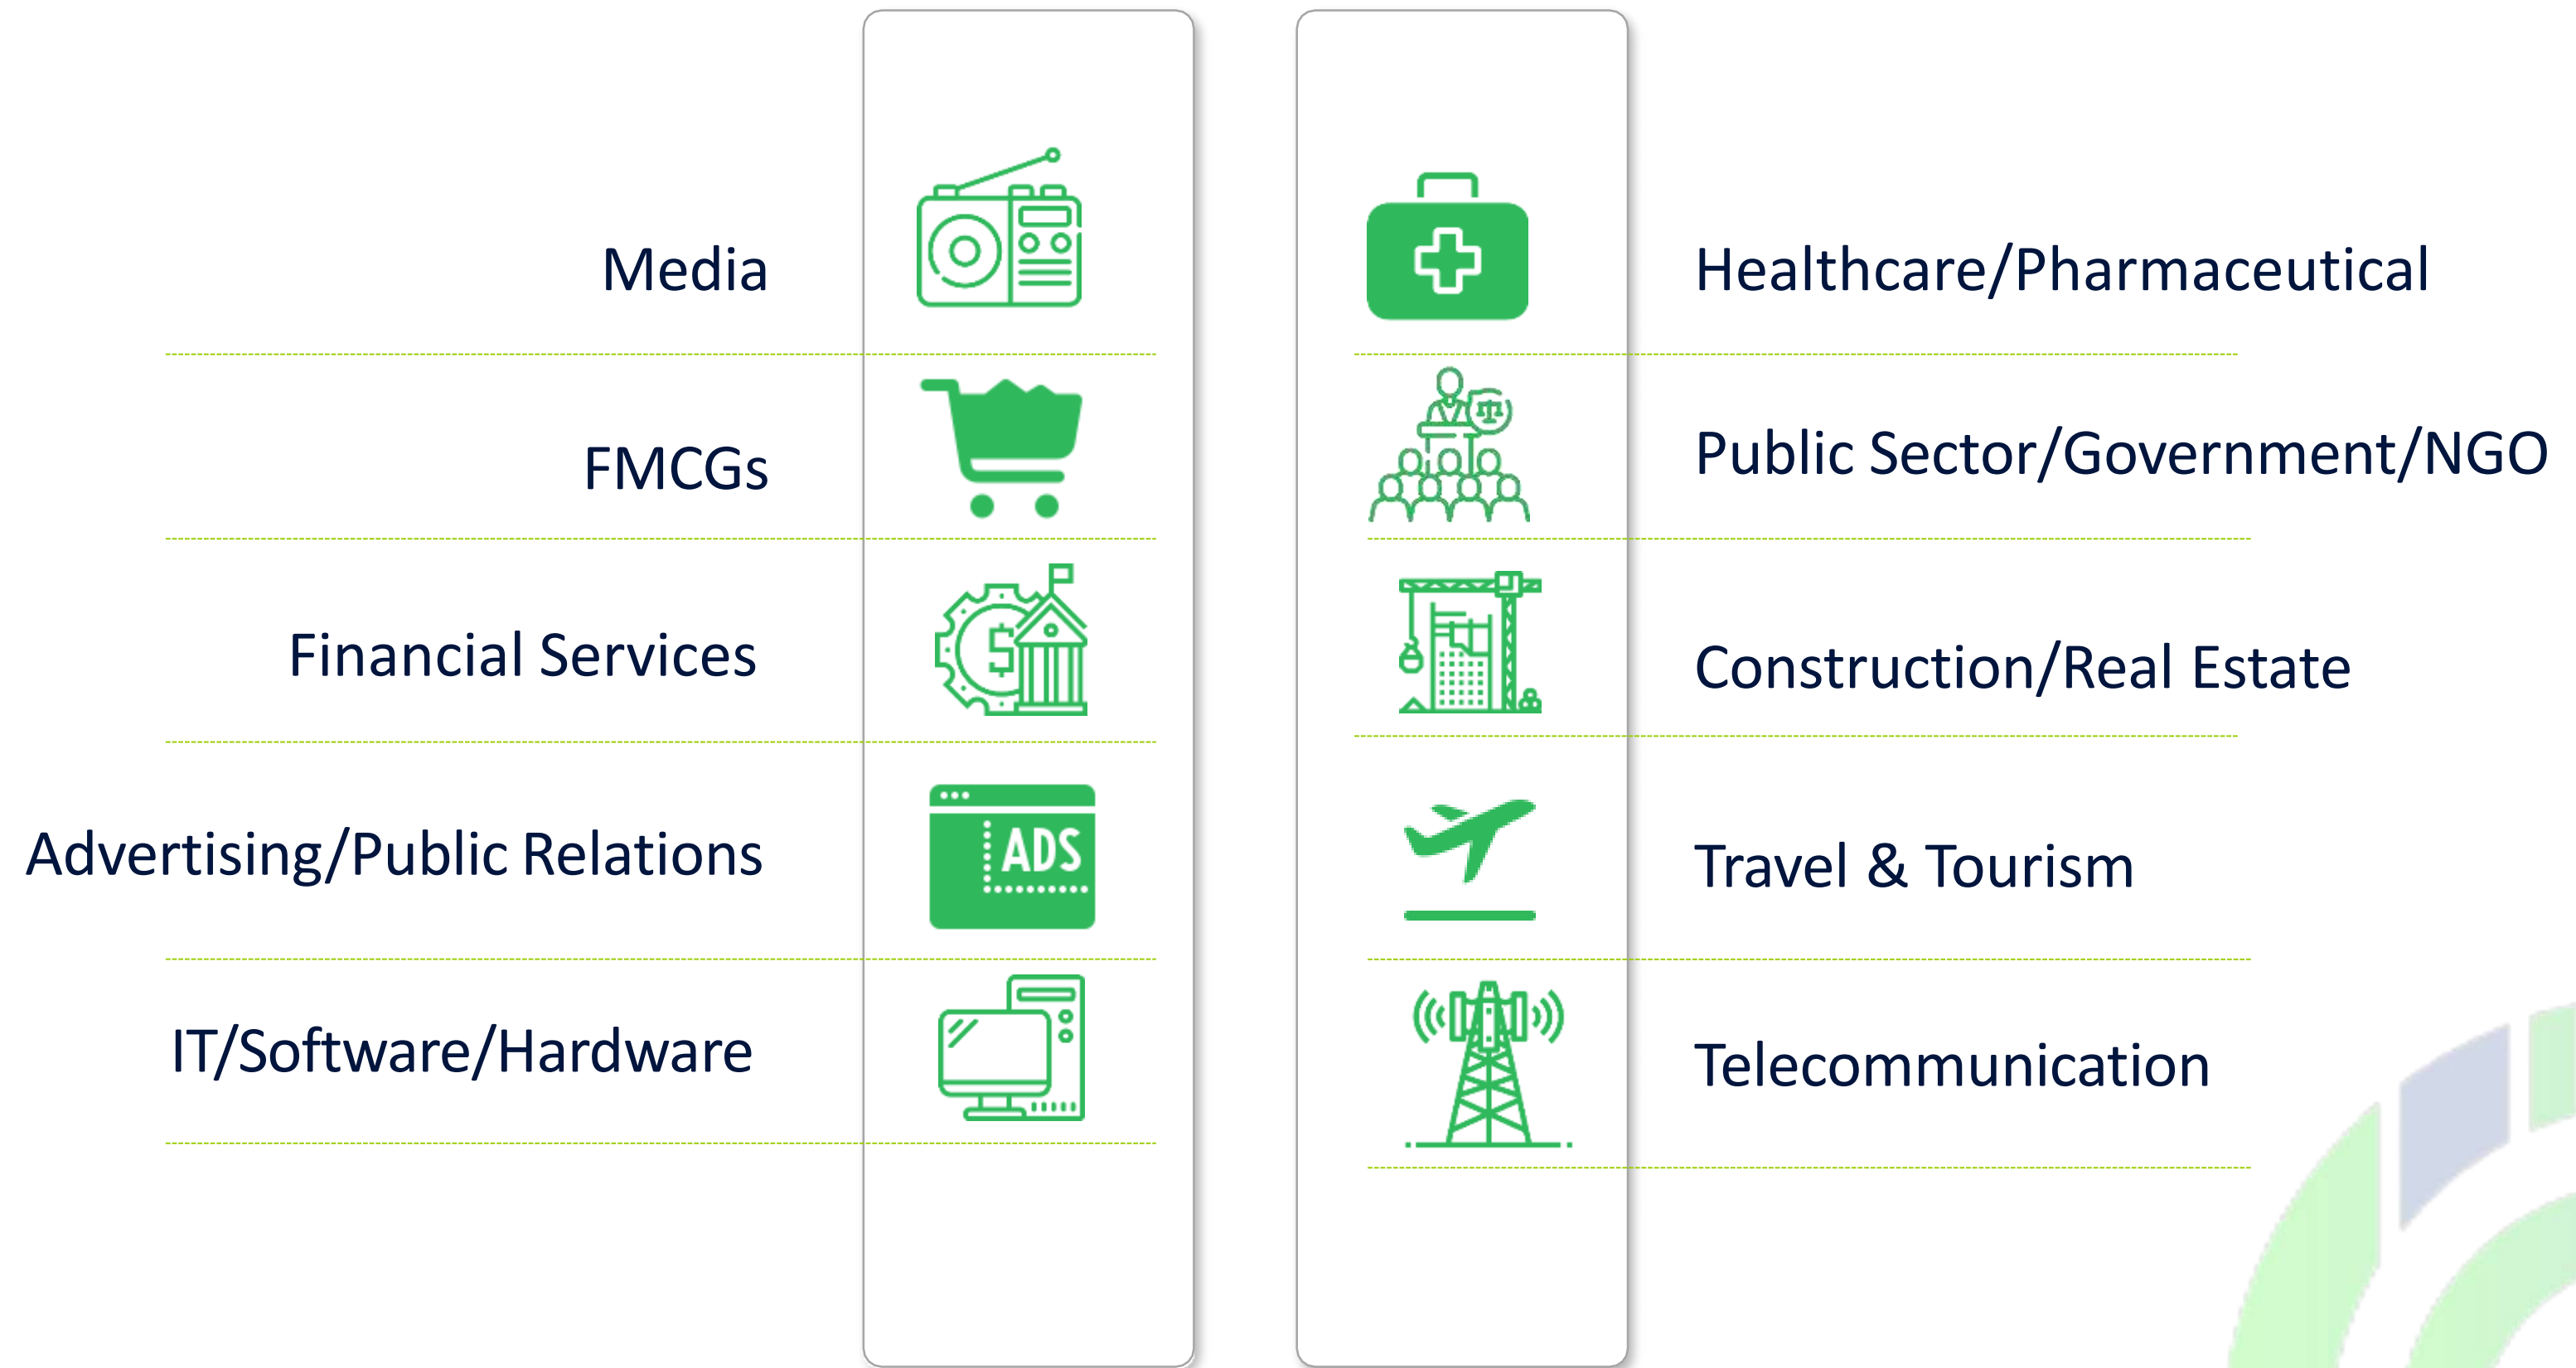 Media
FMCGs
Financial Services
Advertising/Public Relations
ADS
IT/Software/Hardware
Healthcare/Pharmaceutical
Public Sector/Government/NGO
Construction/Real Estate
Travel & Tourism
Telecommunication